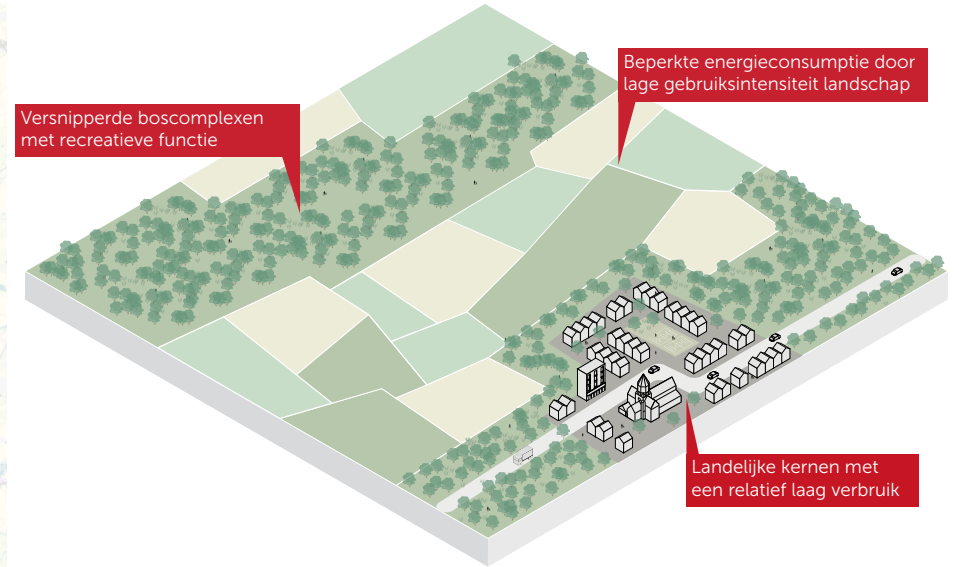 Beperkte energieconsumptie door
lage gebruiksintensiteit landschap
Versnipperde boscomplexen
met recreatieve functie
Landelijke kernen met
een relatief laag verbruik